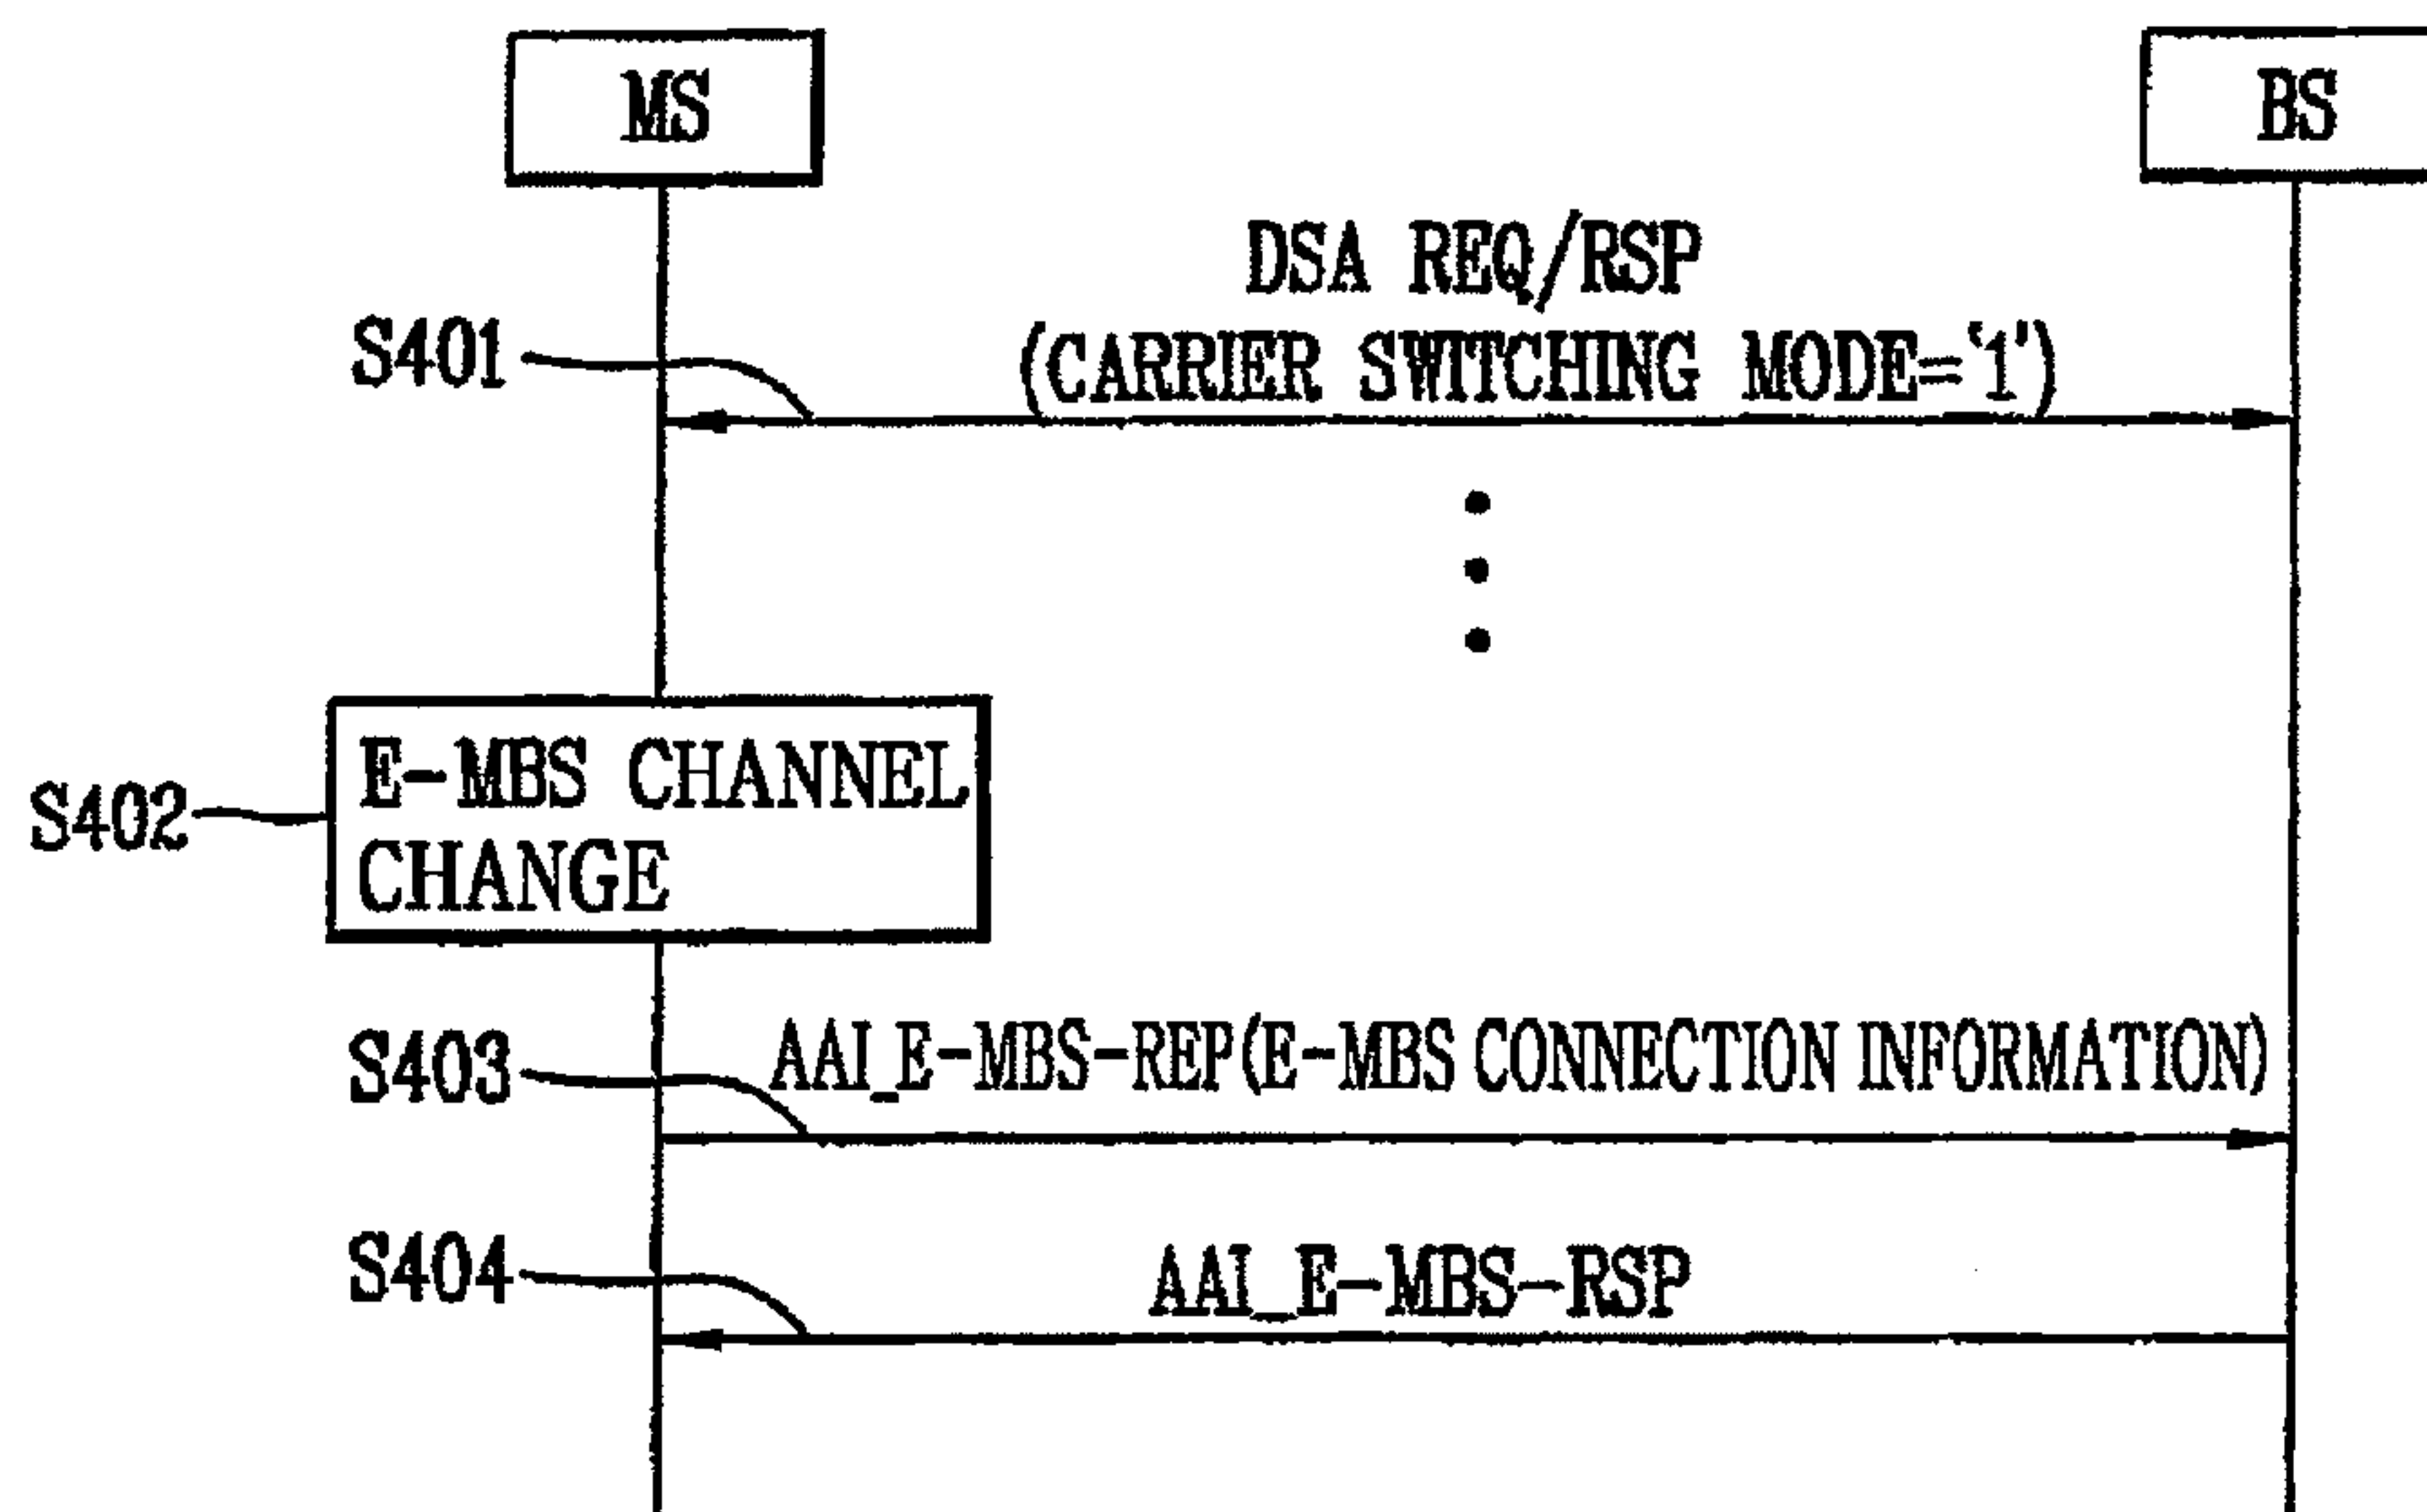 MS
BS
DSA REQ/RSP
S401
(CARRIER SWITCHING MODE='1')
E-MBS CHANNEL
CHANGE
S402
S403
AAI_E-MBS-REP(E-MBS CONNECTION INFORMATION)
S404
AAI_E-MBS-RSP